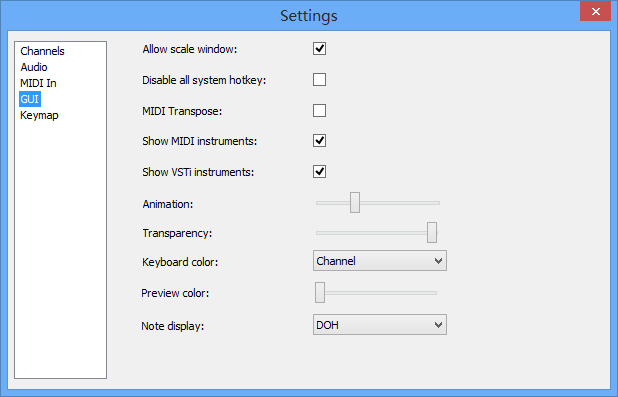 Settings
Channels
Audio
MIDI In
GUI
Keymap
Allow scale window:
Disable all system hotkey:
MIDI Transpose:
Show MIDI instruments:
Show VSTi instruments:
Animation:
Transparency:
Keyboard color: Channel
Preview color:
Note display: DOH